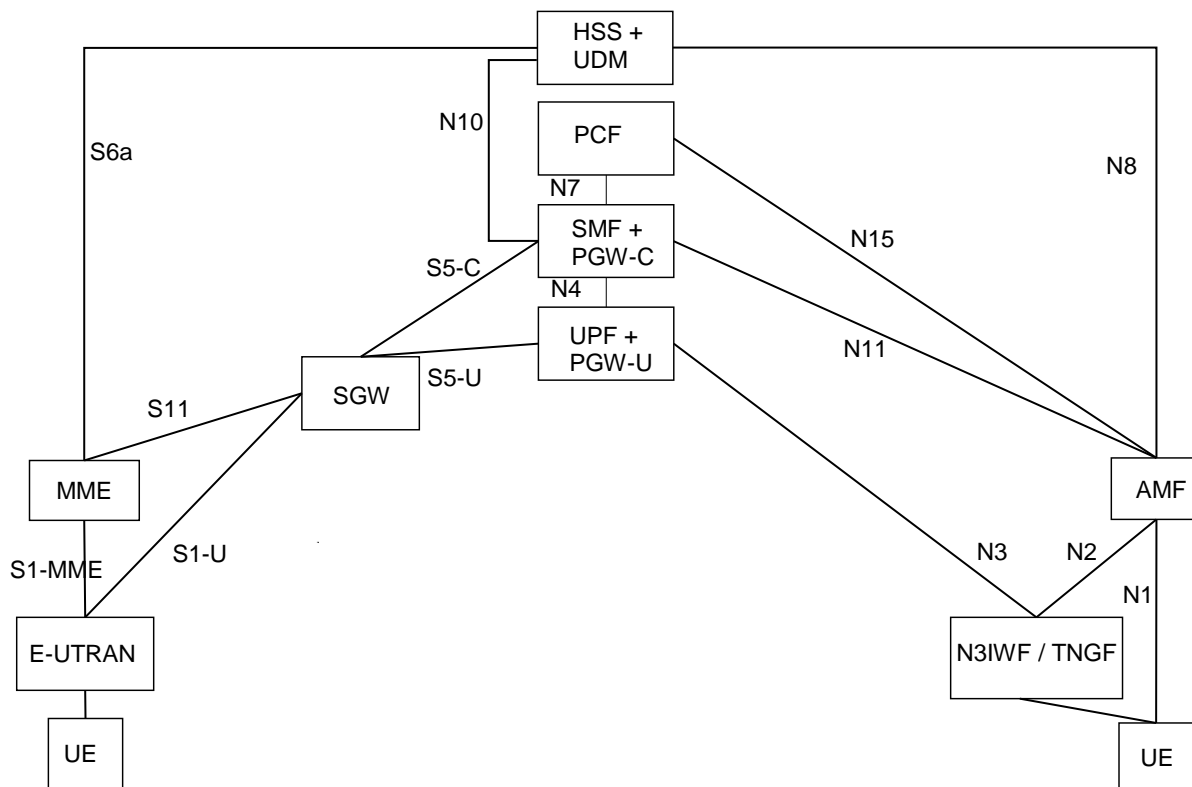 HSS +
UDM
N10
PCF
S6a
N8
N7
SMF +
PGW-C
N15
S5-C
N4
UPF +
PGW-U
N11
S5-U
SGW
S11
MME
AMF
S1-U
N3
N2
S1-MME
N1
E-UTRAN
N3IWF / TNGF
UE
UE